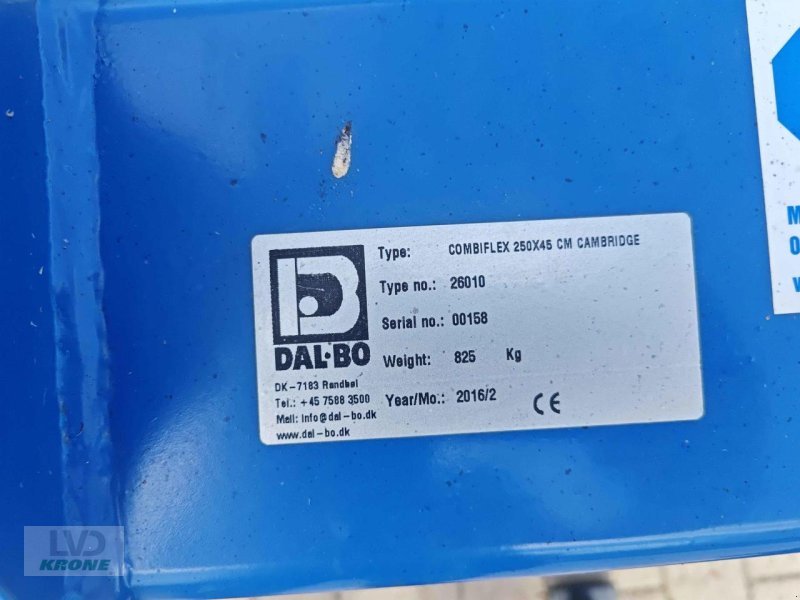 Type: COMBIFLEX 250X45 CM CAMBRIDGE
Type no.: 26010
Serial no.: 00158
Weight: 825 Kg
Year/Mo.: 2016/2
CE
DAL·BO
DK-7183 Randbøl
Tel.: +45 7588 3500
Mail: info@dal-bo.dk
www.dal-bo.dk
M
0
w
LVD
KRONE